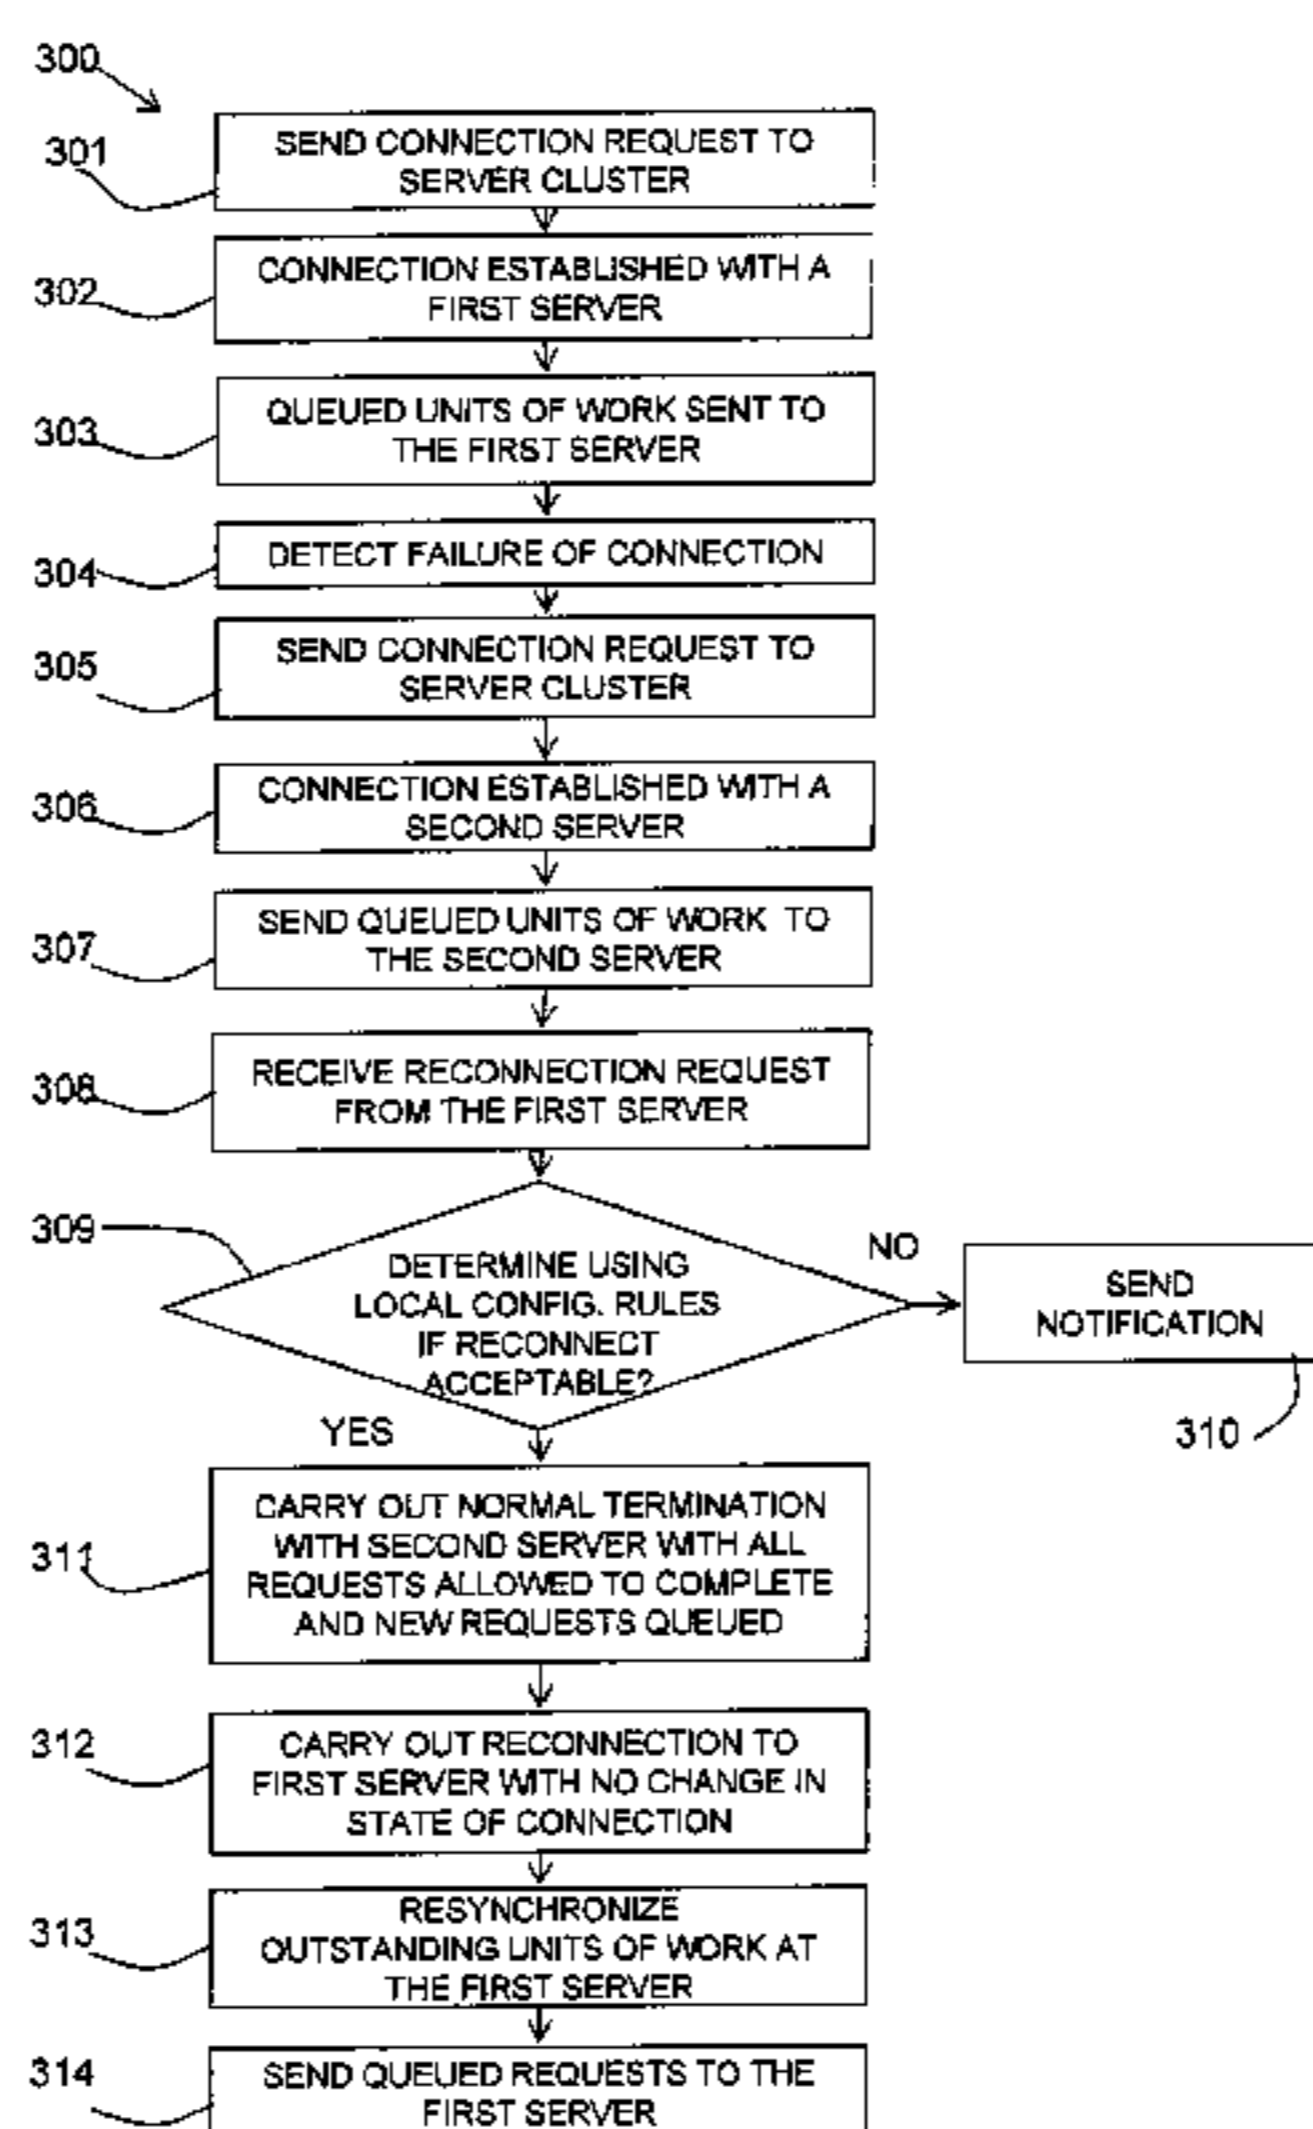 300
301
SEND CONNECTION REQUEST TO
SERVER CLUSTER
302
CONNECTION ESTABLISHED WITH A
FIRST SERVER
303
QUEUED UNITS OF WORK SENT TO
THE FIRST SERVER
304
DETECT FAILURE OF CONNECTION
305
SEND CONNECTION REQUEST TO
SERVER CLUSTER
306
CONNECTION ESTABLISHED WITH A
SECOND SERVER
307
SEND QUEUED UNITS OF WORK TO
THE SECOND SERVER
308
RECEIVE RECONNECTION REQUEST
FROM THE FIRST SERVER
309
DETERMINE USING
LOCAL CONFIG. RULES
IF RECONNECT
ACCEPTABLE?
NO
SEND
NOTIFICATION
310
YES
311
CARRY OUT NORMAL TERMINATION
WITH SECOND SERVER WITH ALL
REQUESTS ALLOWED TO COMPLETE
AND NEW REQUESTS QUEUED
312
CARRY OUT RECONNECTION TO
FIRST SERVER WITH NO CHANGE IN
STATE OF CONNECTION
313
RESYNCHRONIZE
OUTSTANDING UNITS OF WORK AT
THE FIRST SERVER
314
SEND QUEUED REQUESTS TO THE
FIRST SERVER